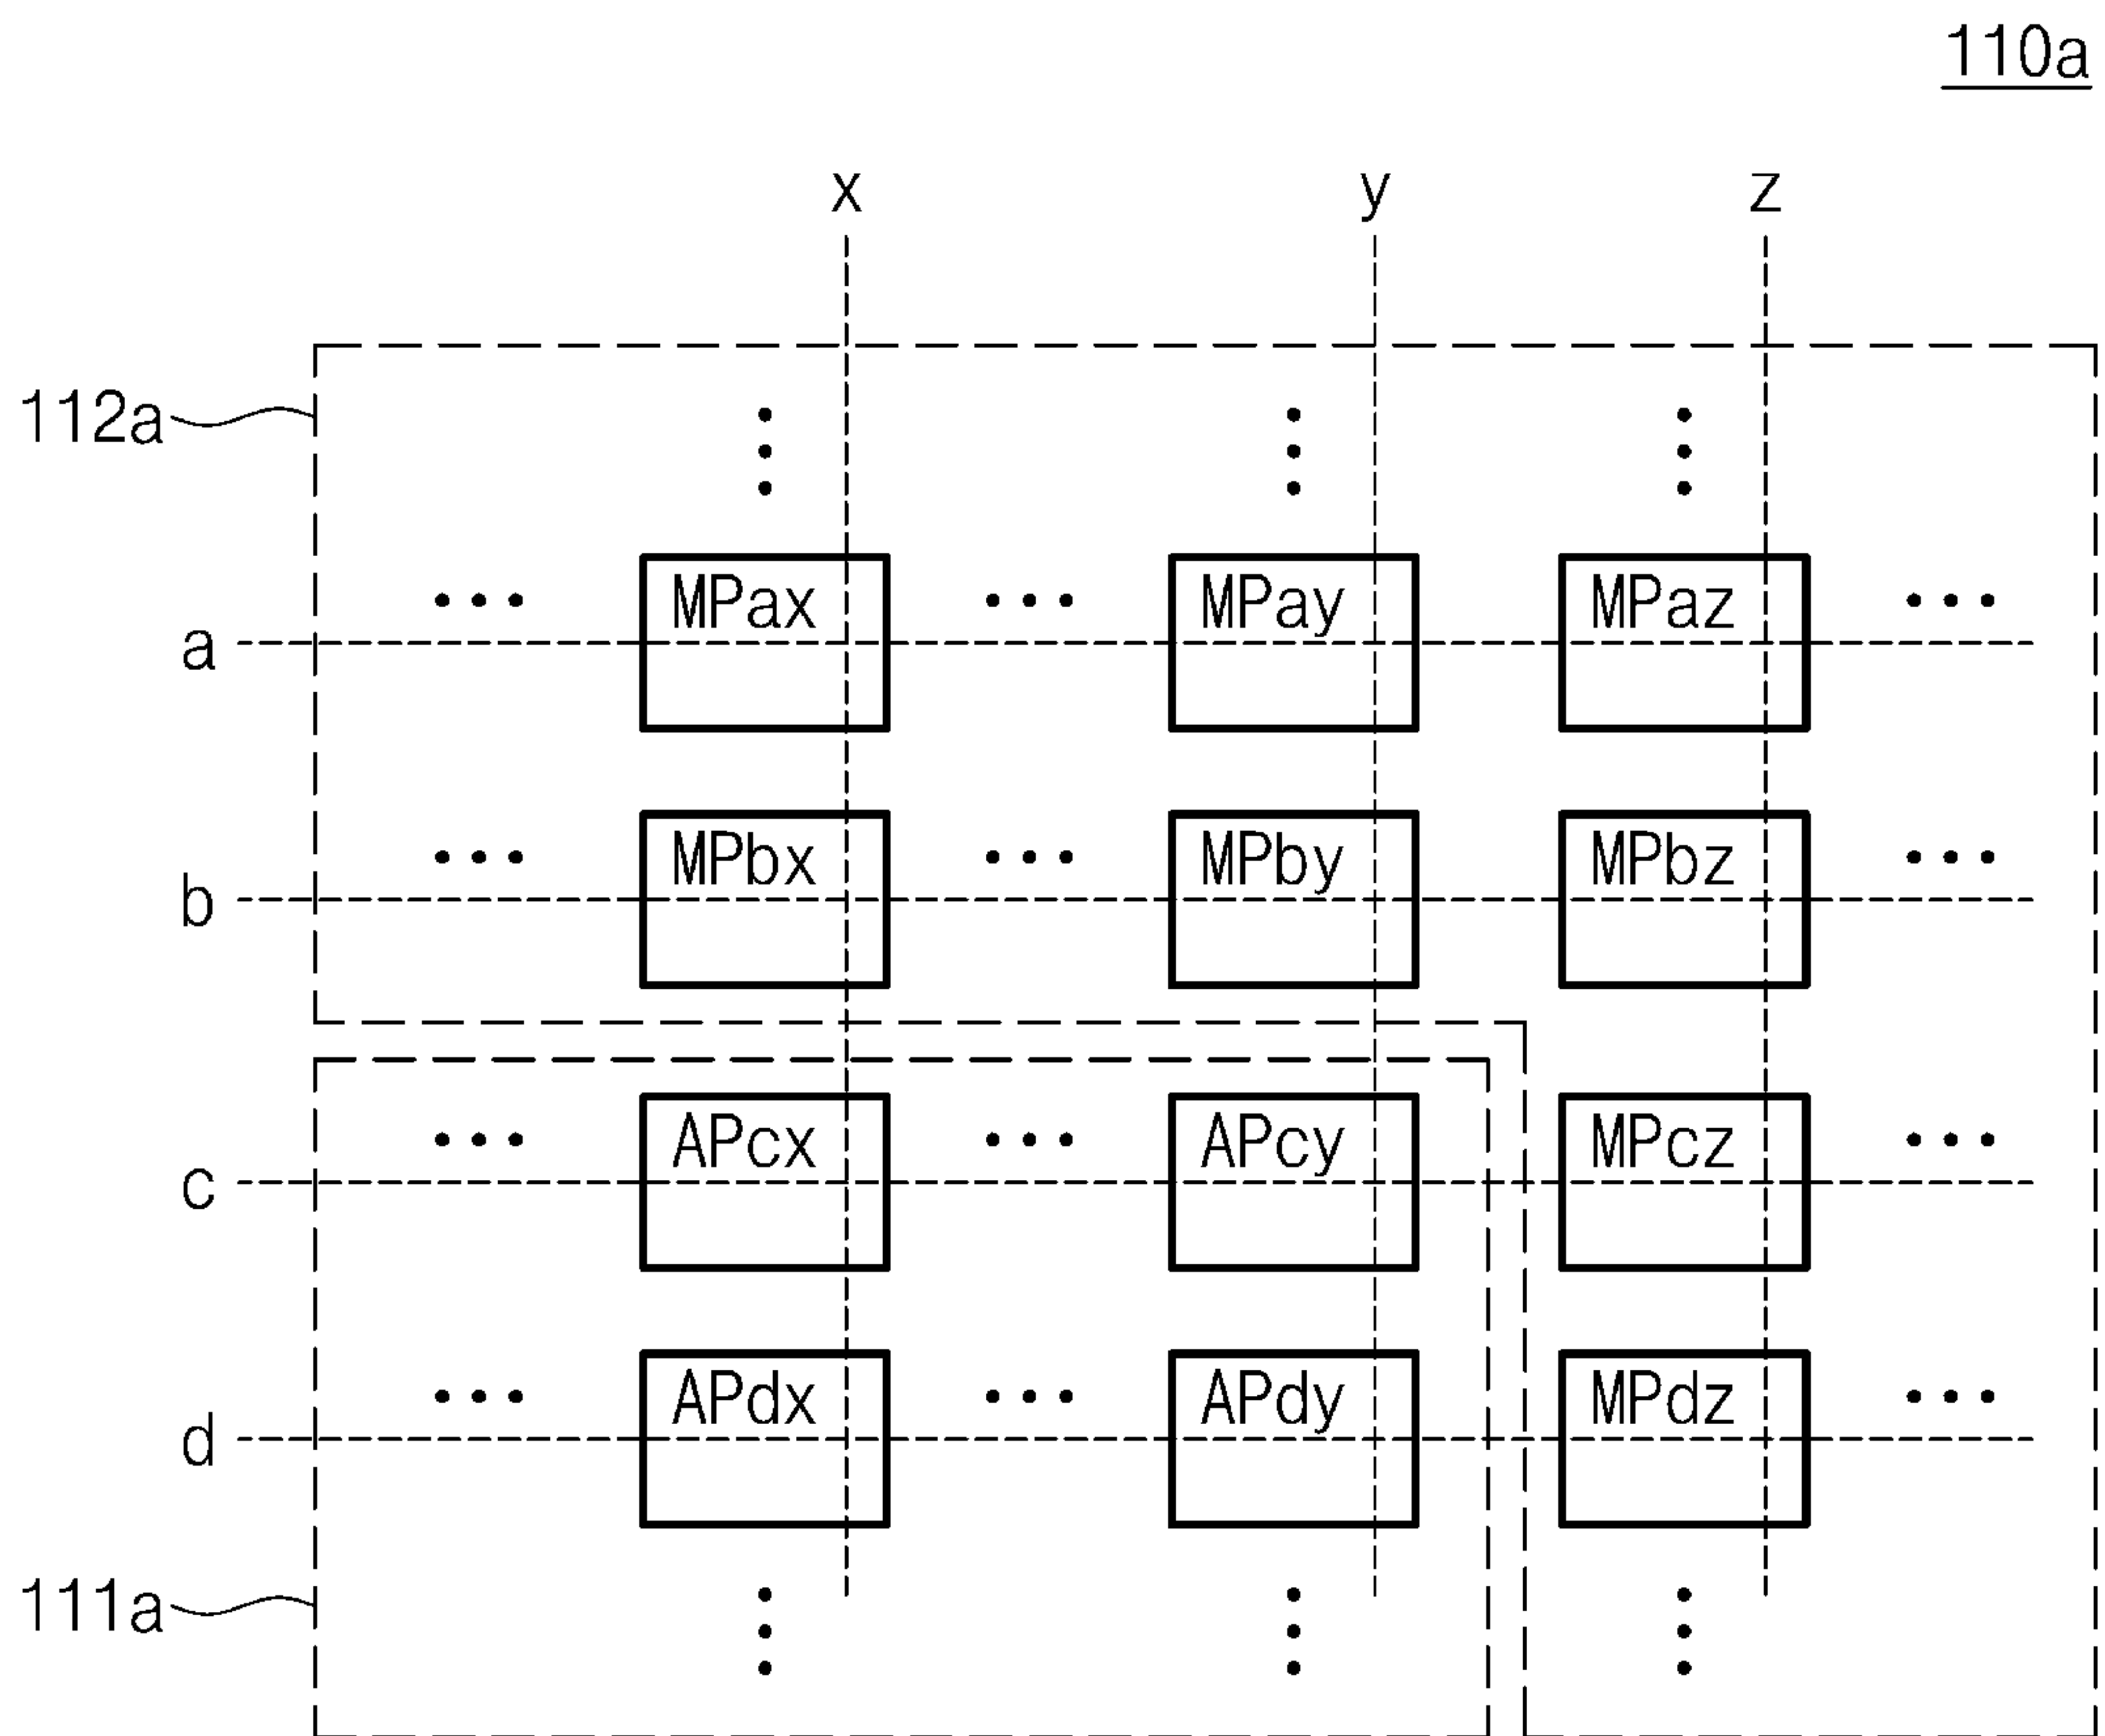 110a
x y z
112a
... MPax ... MPay MPaz ...
a
... MPbx ... MPby MPbz ...
b
... APcx ... APcy MPcz ...
c
... APdx ... APdy MPdz ...
d
111a